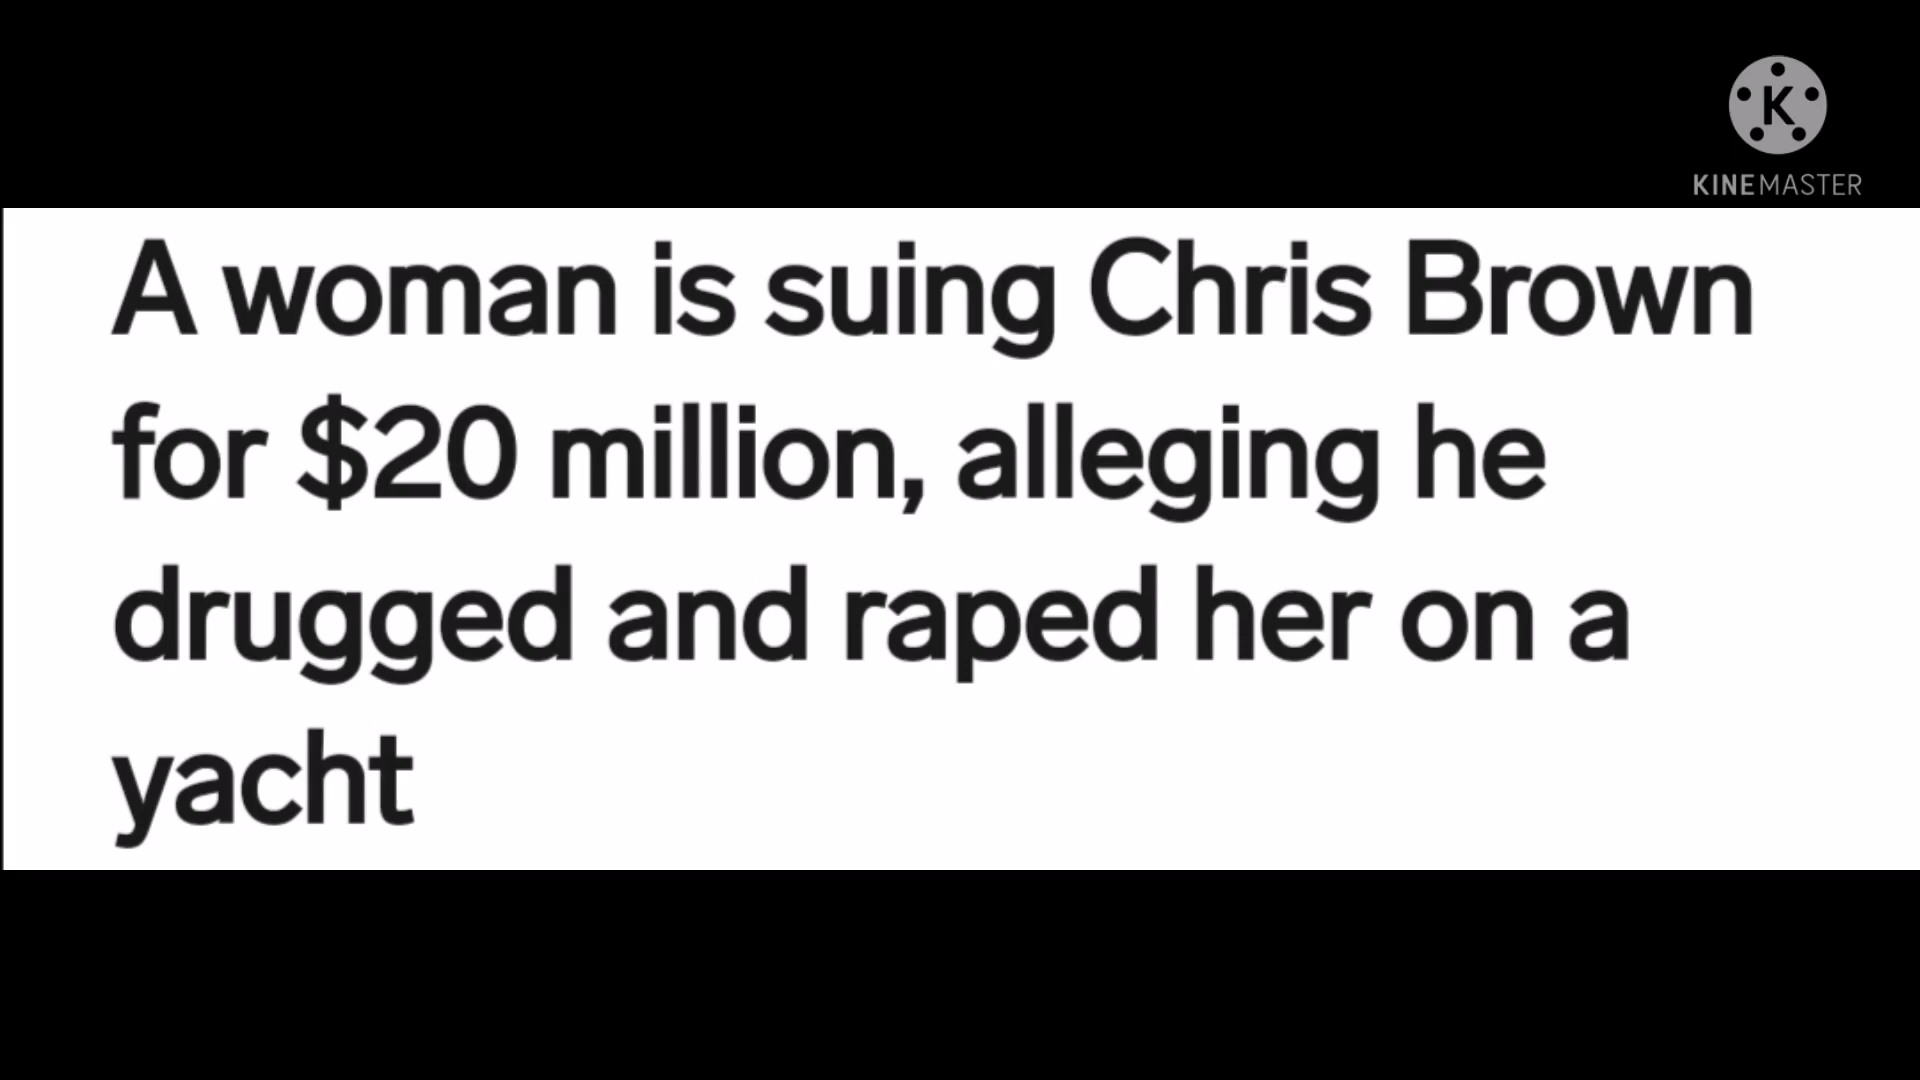 K
KINEMASTER
A woman is suing Chris Brown
for $20 million, alleging he
drugged and raped her on a
yacht